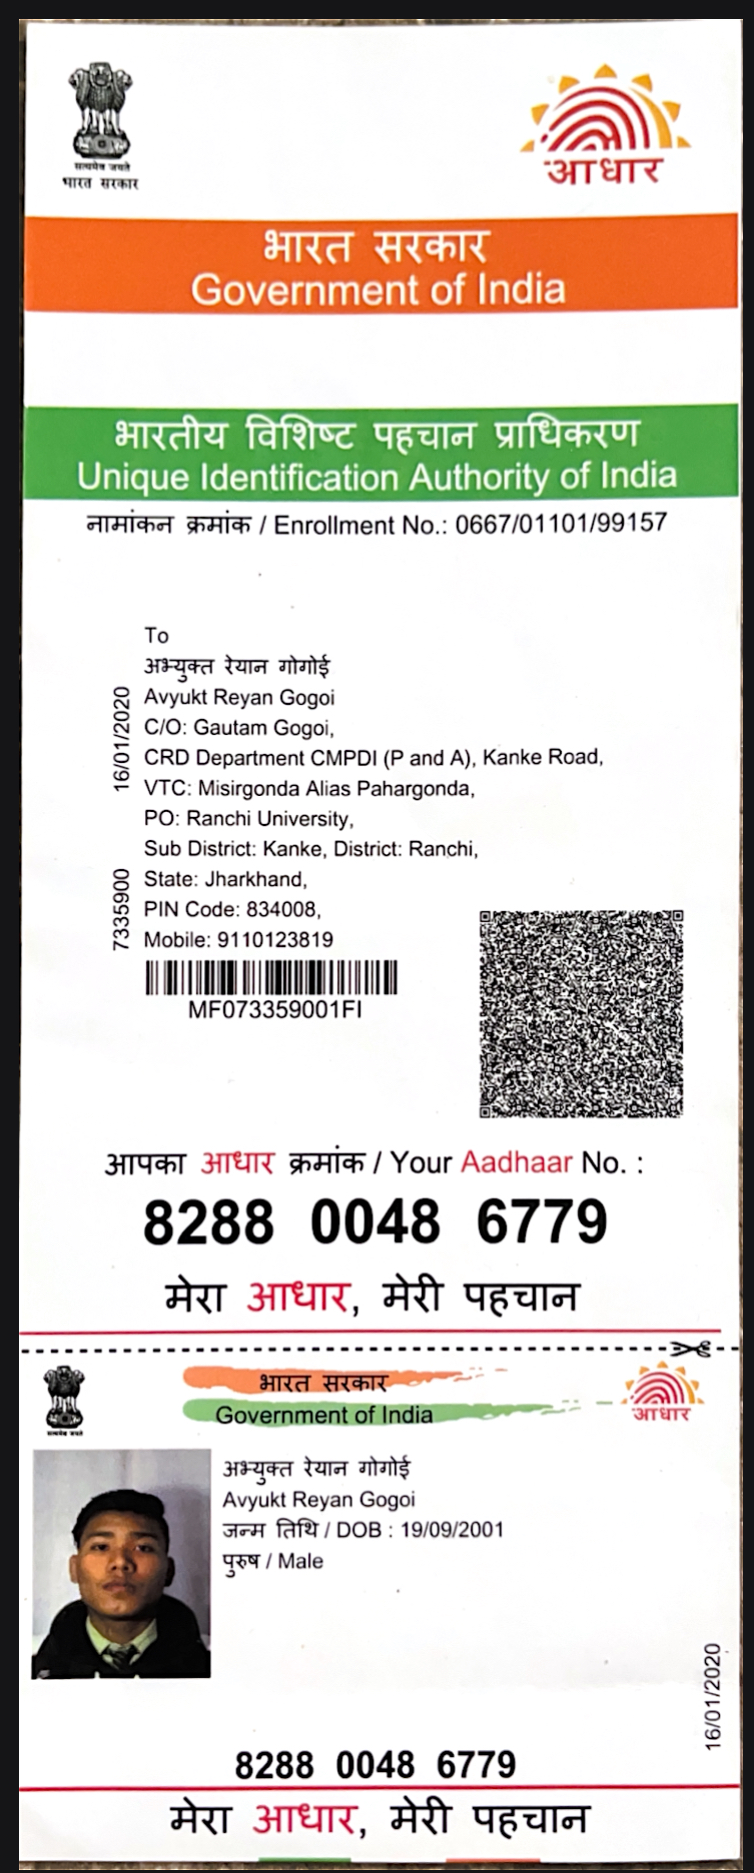 सत्यमेव जयते
भारत सरकार
आधार
भारत सरकार
Government of India
भारतीय विशिष्ट पहचान प्राधिकरण
Unique Identification Authority of India
नामांकन क्रमांक / Enrollment No.: 0667/01101/99157
To
अभ्युक्त रेयान गोगोई
Avyukt Reyan Gogoi
C/O: Gautam Gogoi,
CRD Department CMPDI (P and A), Kanke Road,
VTC: Misirgonda Alias Pahargonda,
PO: Ranchi University,
Sub District: Kanke, District: Ranchi,
State: Jharkhand,
PIN Code: 834008,
Mobile: 9110123819
16/01/2020
7335900
MF073359001FI
आपका आधार क्रमांक / Your Aadhaar No. :
8288 0048 6779
मेरा आधार, मेरी पहचान
भारत सरकार
Government of India
सत्यमेव जयते
आधार
अभ्युक्त रेयान गोगोई
Avyukt Reyan Gogoi
जन्म तिथि / DOB : 19/09/2001
पुरुष / Male
16/01/2020
8288 0048 6779
मेरा आधार, मेरी पहचान